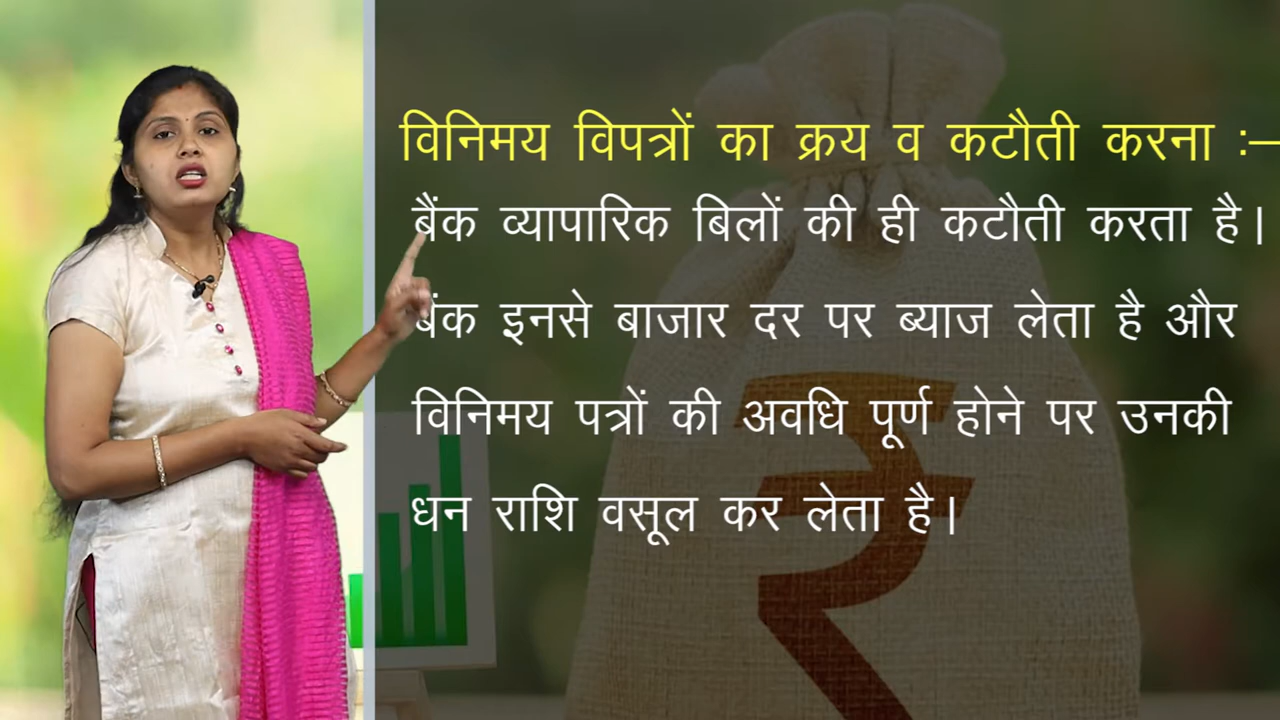 विनिमय विपत्रों का क्रय व कटौती करना :–
बैंक व्यापारिक बिलों की ही कटौती करता है।
बैंक इनसे बाजार दर पर ब्याज लेता है और
विनिमय पत्रों की अवधि पूर्ण होने पर उनकी
धन राशि वसूल कर लेता है।